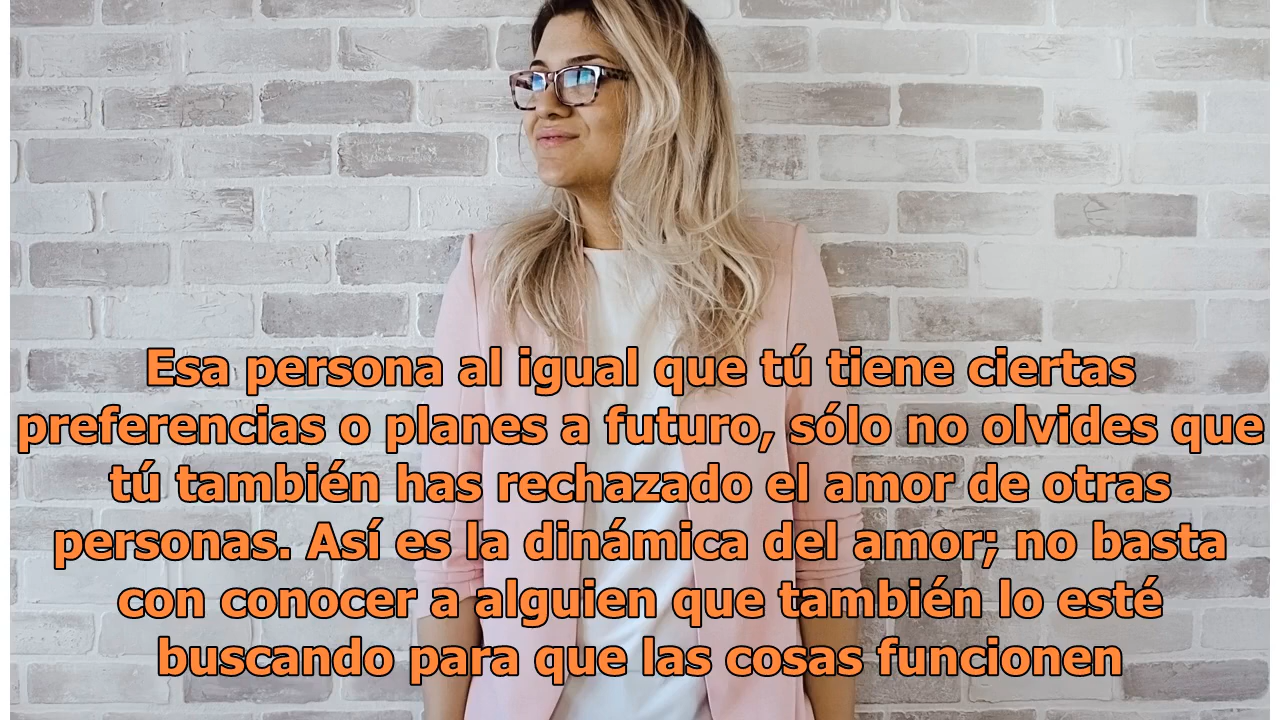 Esa persona al igual que tú tiene ciertas
preferencias o planes a futuro, sólo no olvides que
tú también has rechazado el amor de otras
personas. Así es la dinámica del amor; no basta
con conocer a alguien que también lo esté
buscando para que las cosas funcionen